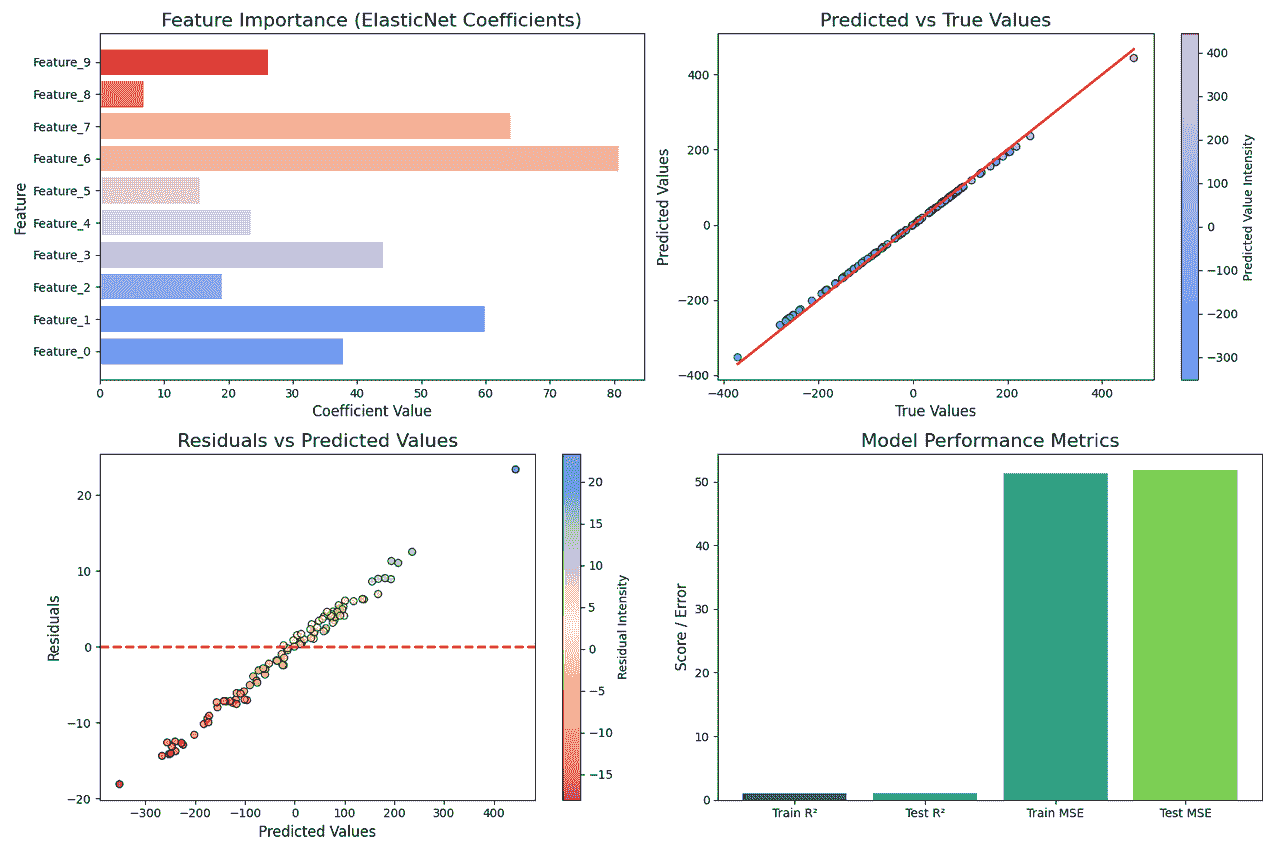 Feature Importance (ElasticNet Coefficients)
Feature
Feature_9
Feature_8
Feature_7
Feature_6
Feature_5
Feature_4
Feature_3
Feature_2
Feature_1
Feature_0
0 10 20 30 40 50 60 70 80
Coefficient Value
Predicted vs True Values
Predicted Values
400
200
0
−200
−400
−400 −200 0 200 400
True Values
400
300
200
100
0
−100
−200
−300
Predicted Value Intensity
Residuals vs Predicted Values
Residuals
20
10
0
−10
−20
−300 −200 −100 0 100 200 300 400
Predicted Values
20
15
10
5
0
−5
−10
−15
Residual Intensity
Model Performance Metrics
Score / Error
50
40
30
20
10
0
Train R² Test R² Train MSE Test MSE